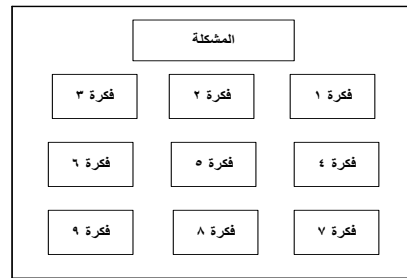 المشكلة
فكرة ١ فكرة ٢ فكرة ٣
فكرة ٤ فكرة ٥ فكرة ٦
فكرة ٧ فكرة ٨ فكرة ٩